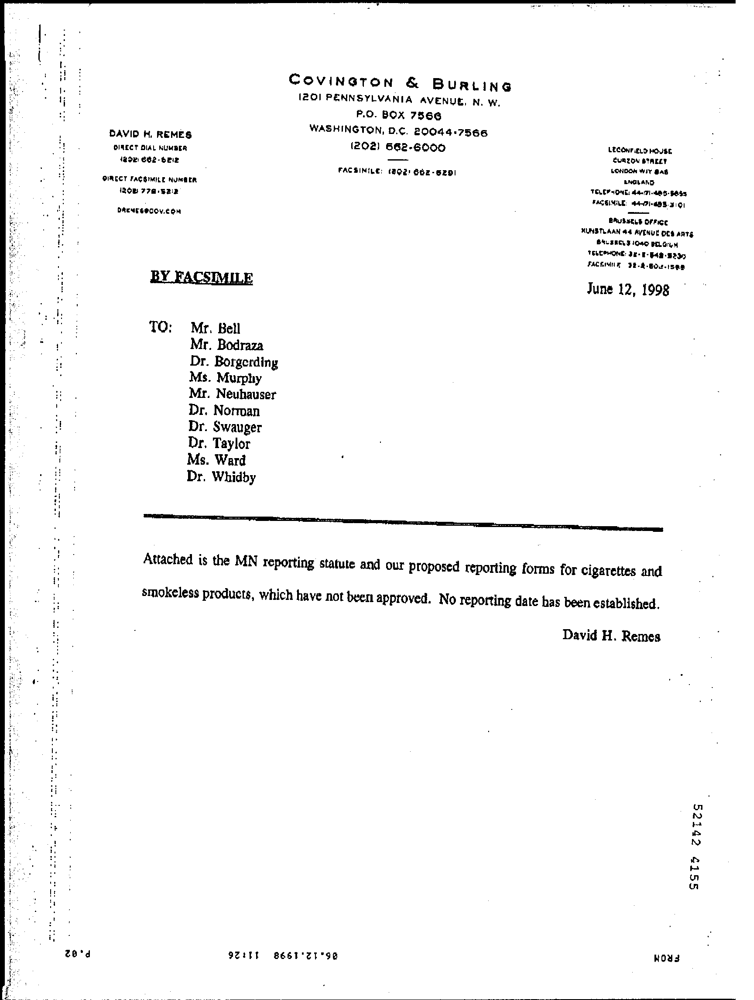 COVINGTON & BURLING
1201 PENNSYLVANIA AVENUE, N. W.
P.O. BOX 7566
WASHINGTON, D.C. 20044-7566
(202) 662-6000
FACSIMILE: (202) 662-6291
DAVID H. REMES
DIRECT DIAL NUMBER
(202) 662-5212
DIRECT FACSIMILE NUMBER
(202) 778-5212
DREMES@COV.COM
LECONFIELD HOUSE
CURZON STREET
LONDON W1Y 8AS
ENGLAND
TELEPHONE: 44-71-495-5655
FACSIMILE: 44-71-495-3101
BRUSSELS OFFICE
KUNSTLAAN 44 AVENUE DES ARTS
BRUSSELS 1040 BELGIUM
TELEPHONE: 32-2-549-5230
FACSIMILE: 32-2-502-1598
BY FACSIMILE
June 12, 1998
TO: Mr. Bell
Mr. Bodraza
Dr. Borgerding
Ms. Murphy
Mr. Neuhauser
Dr. Norman
Dr. Swauger
Dr. Taylor
Ms. Ward
Dr. Whidby
Attached is the MN reporting statute and our proposed reporting forms for cigarettes and
smokeless products, which have not been approved. No reporting date has been established.
David H. Remes
52142 4155
FROM 06.12.1998 11:26 P.02